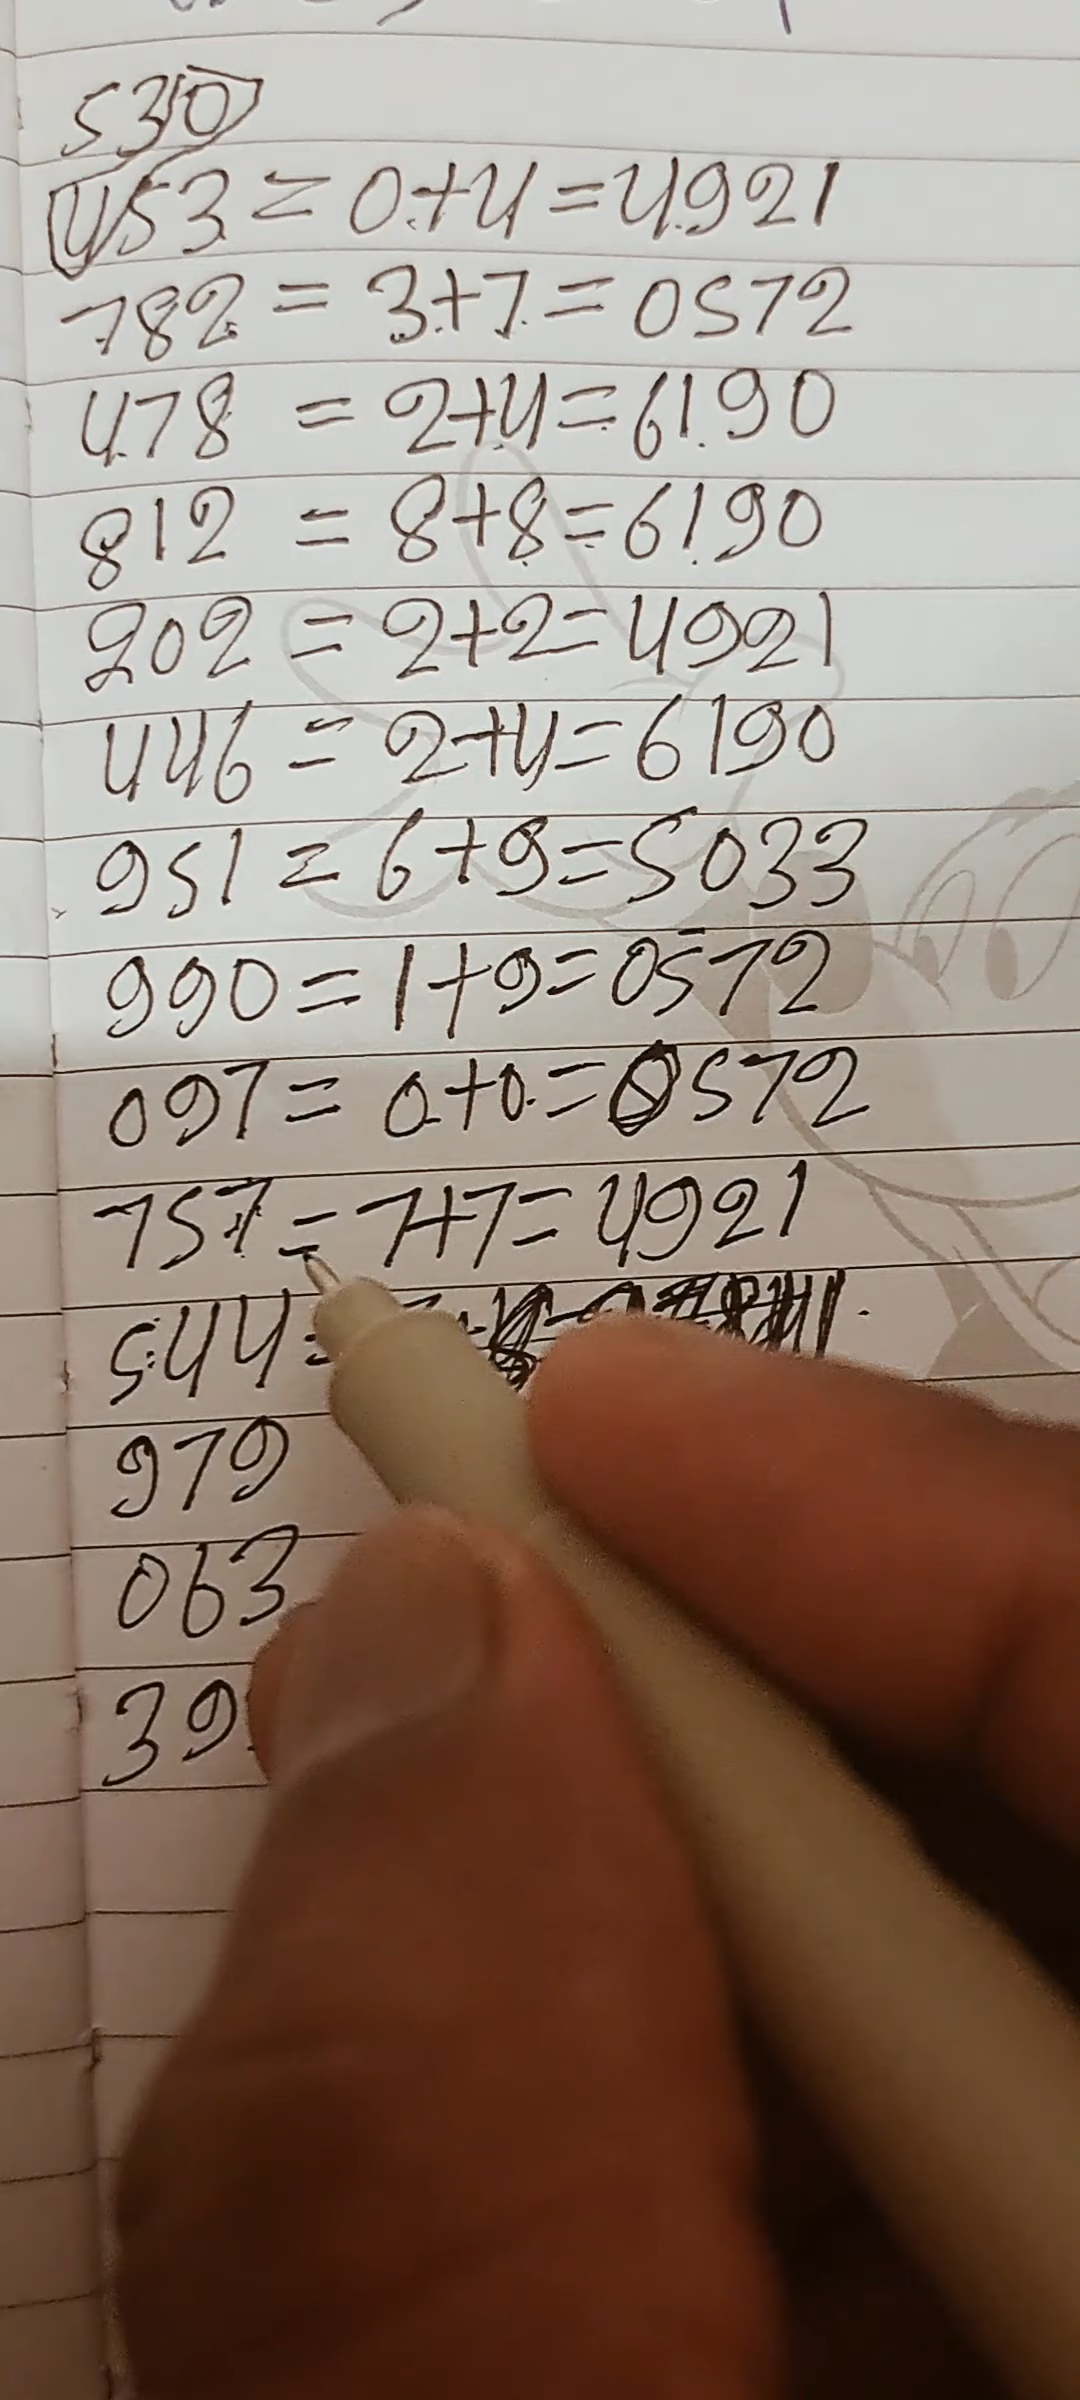 530
453 = 0+4 = 4921
782 = 3+7 = 0572
478 = 2+4 = 6190
812 = 8+8 = 6190
202 = 2+2 = 4921
446 = 2+4 = 6190
951 = 6+9 = 5033
990 = 1+9 = 0572
097 = 0+0 = 0572
757 = 7+7 = 4921
544 =
979
063
39